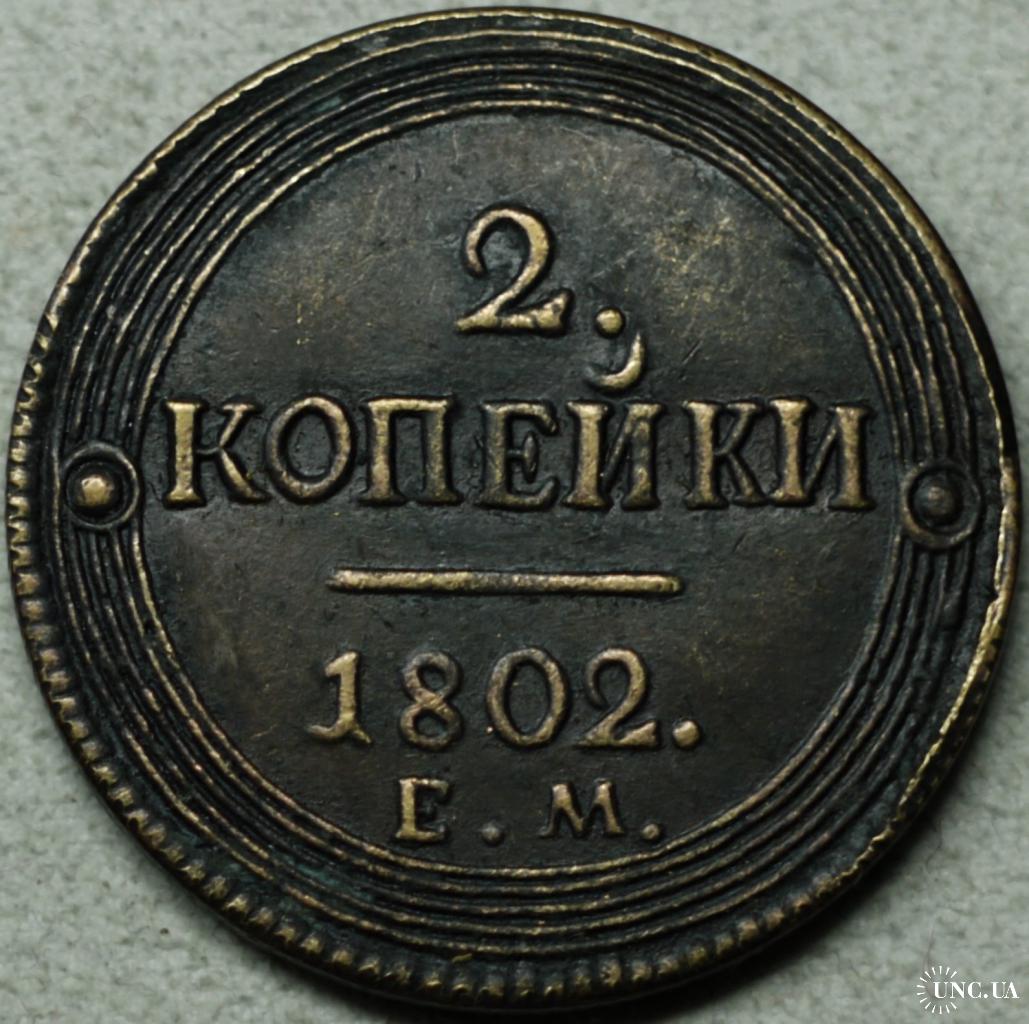 2.
КОПЕЙКИ
1802.
Е. М.
UNC.UA